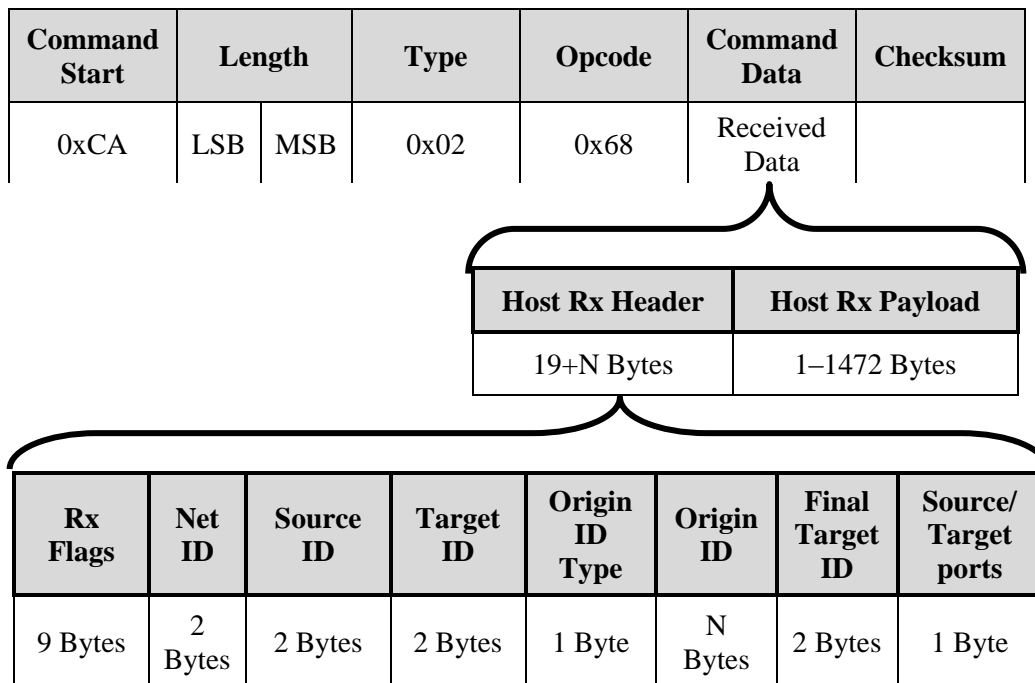 Command Start Length Type Opcode Command Data Checksum
0xCA LSB MSB 0x02 0x68 Received Data
Host Rx Header Host Rx Payload
19+N Bytes 1–1472 Bytes
Rx Flags Net ID Source ID Target ID Origin ID Type Origin ID Final Target ID Source/ Target ports
9 Bytes 2 Bytes 2 Bytes 2 Bytes 1 Byte N Bytes 2 Bytes 1 Byte